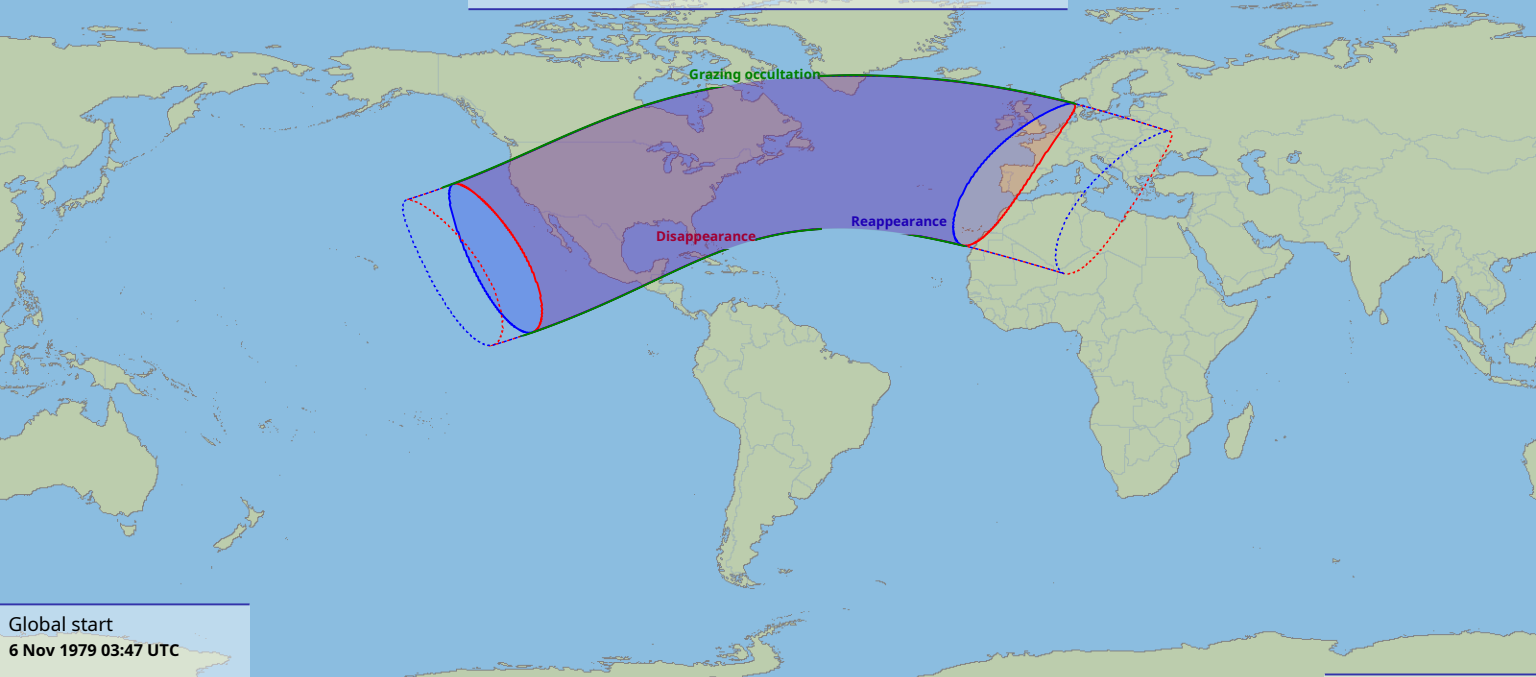 Grazing occultation
Reappearance
Disappearance
Global start
6 Nov 1979 03:47 UTC